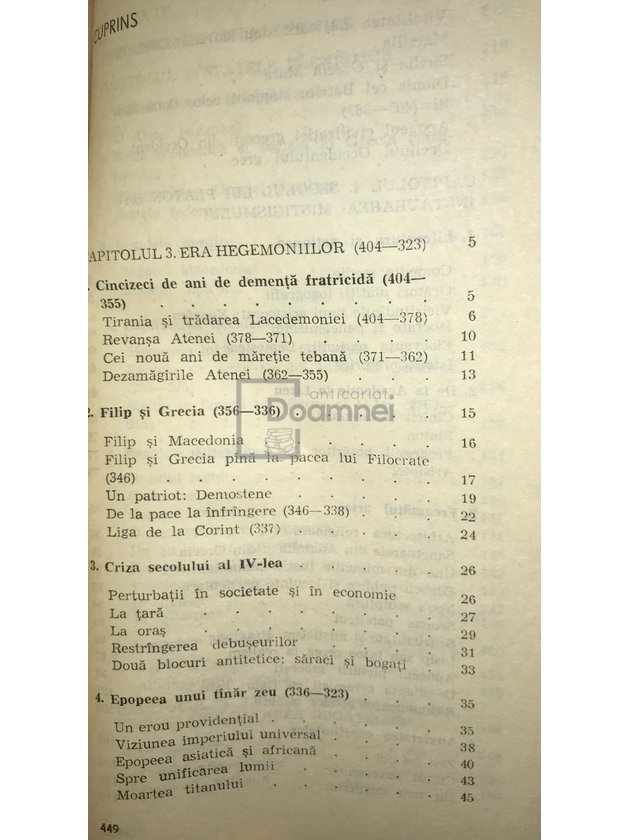 CUPRINS
CAPITOLUL 3. ERA HEGEMONIILOR (404—323) 5
1. Cincizeci de ani de demență fratricidă (404—
355) . . . . . . . . . 5
Tirania și trădarea Lacedemoniei (404—378) 6
Revanșa Atenei (378—371) . . . . 10
Cei nouă ani de măreție tebană (371—362) 11
Dezamăgirile Atenei (362—355) . . . 13
anticariat
Doamnei
2. Filip și Grecia (356—336) . . . . 15
Filip și Macedonia . . . . . 16
Filip și Grecia pînă la pacea lui Filocrate
(346) . . . . . . . . 17
Un patriot: Demostene . . . . 19
De la pace la înfrîngere (346—338) . . 22
Liga de la Corint (337) . . . . 24
3. Criza secolului al IV-lea . . . . 26
Perturbații în societate și în economie 26
La țară . . . . . . 27
La oraș . . . . . . 29
Restrîngerea debușeurilor . . . . 31
Două blocuri antitetice: săraci și bogați . 33
4. Epopeea unui tînăr zeu (336—323) . . . 35
Un erou providențial . . . . . 35
Viziunea imperiului universal . . . 38
Epopeea asiatică și africană . . . 40
Spre unificarea lumii . . . . 43
Moartea titanului . . . . . 45
449